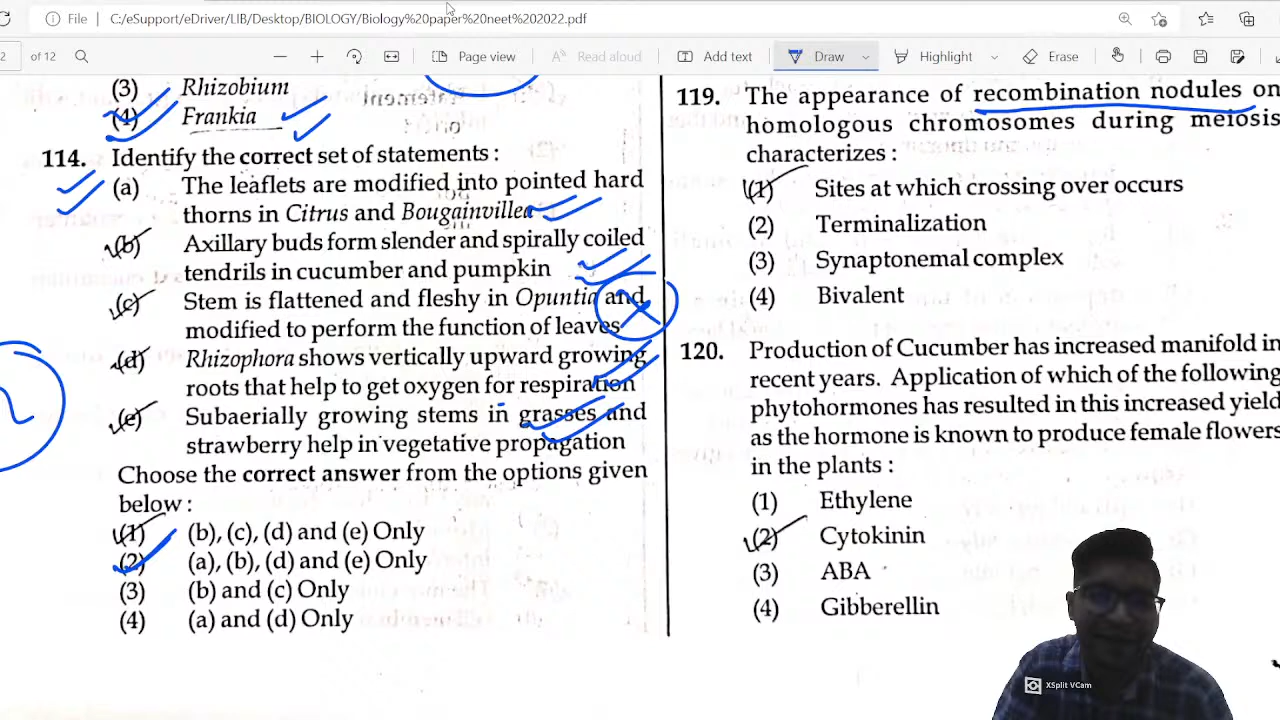 File
C:/eSupport/eDriver/LIB/Desktop/BIOLOGY/Biology%20paper%20neet%202022.pdf
2 of 12
Page view
Read aloud
Add text
Draw
Highlight
Erase
(3) Rhizobium
(4) Frankia
114. Identify the correct set of statements :
(a) The leaflets are modified into pointed hard
thorns in Citrus and Bougainvillea
(b) Axillary buds form slender and spirally coiled
tendrils in cucumber and pumpkin
(c) Stem is flattened and fleshy in Opuntia and
modified to perform the function of leaves
(d) Rhizophora shows vertically upward growing
roots that help to get oxygen for respiration
(e) Subaerially growing stems in grasses and
strawberry help in vegetative propagation
Choose the correct answer from the options given
below :
(1) (b), (c), (d) and (e) Only
(2) (a), (b), (d) and (e) Only
(3) (b) and (c) Only
(4) (a) and (d) Only
119. The appearance of recombination nodules on
homologous chromosomes during meiosis
characterizes :
(1) Sites at which crossing over occurs
(2) Terminalization
(3) Synaptonemal complex
(4) Bivalent
120. Production of Cucumber has increased manifold in
recent years. Application of which of the following
phytohormones has resulted in this increased yield
as the hormone is known to produce female flowers
in the plants :
(1) Ethylene
(2) Cytokinin
(3) ABA
(4) Gibberellin
XSplit VCam